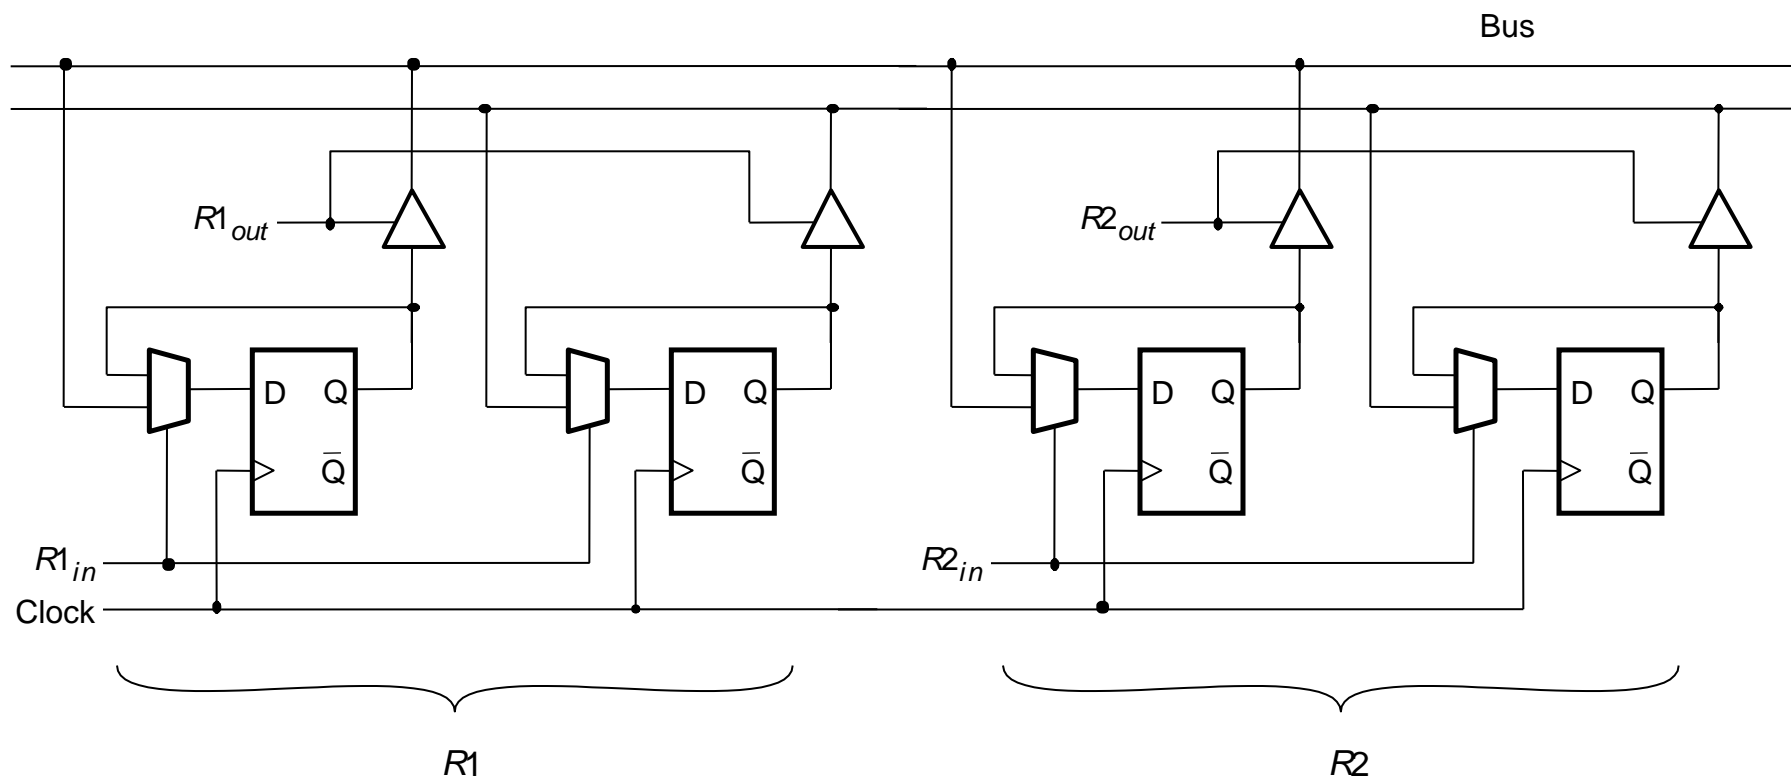 Bus
R1out R2out
D Q D Q D Q D Q
Q̅ Q̅ Q̅ Q̅
R1in R2in
Clock
R1 R2